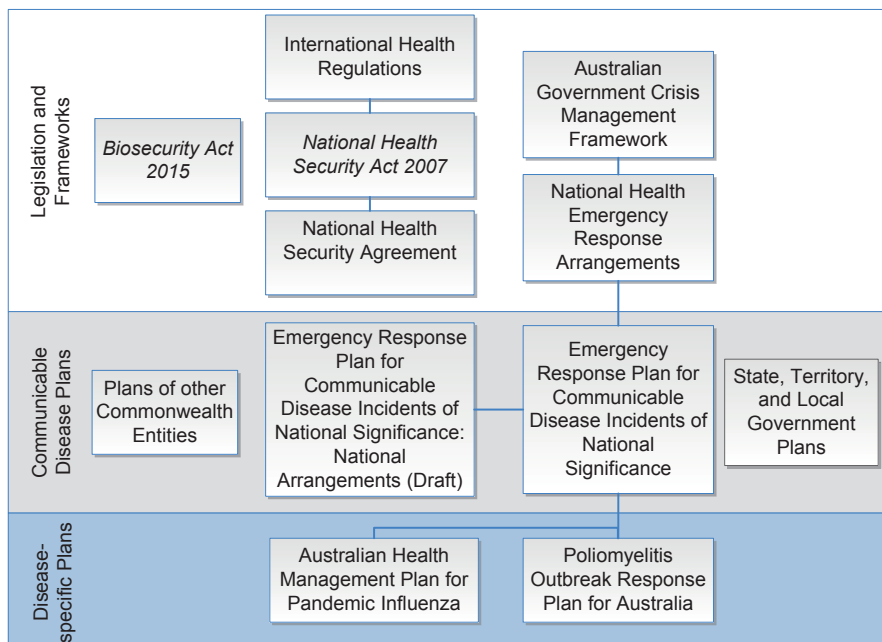 Legislation and
Frameworks
Biosecurity Act
2015
International Health
Regulations
National Health
Security Act 2007
National Health
Security Agreement
Australian
Government Crisis
Management
Framework
National Health
Emergency
Response
Arrangements
Communicable
Disease Plans
Plans of other
Commonwealth
Entities
Emergency Response
Plan for
Communicable
Disease Incidents of
National Significance:
National
Arrangements (Draft)
Emergency
Response Plan for
Communicable
Disease Incidents of
National
Significance
State, Territory,
and Local
Government
Plans
Disease-
specific Plans
Australian Health
Management Plan for
Pandemic Influenza
Poliomyelitis
Outbreak Response
Plan for Australia